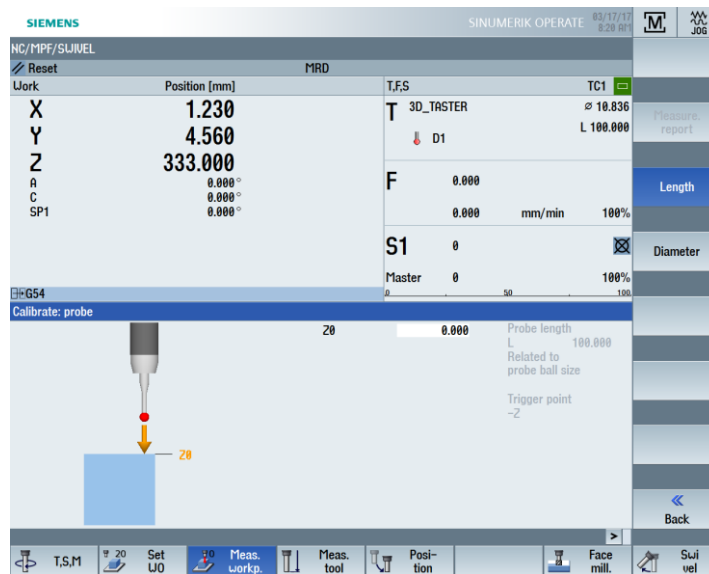 SIEMENS
SINUMERIK OPERATE 03/17/17
8:20 AM
M
JOG
NC/MPF/SWIVEL
Reset MRD
Work Position [mm]
T,F,S TC1
X 1.230
Y 4.560
Z 333.000
A 0.000 °
C 0.000 °
SP1 0.000 °
G54
T 3D_TASTER ⌀ 10.836
D1 L 100.000
F 0.000
0.000 mm/min 100%
S1 0
Master 0 100%
0 50 100
Measure.
report
Length
Diameter
Calibrate: probe
Z0 0.000
Probe length
L 100.000
Related to
probe ball size
Trigger point
-Z
Z0
«
Back
>
T,S,M
Set
WO
Meas.
workp.
Meas.
tool
Posi-
tion
Face
mill.
Swi
vel